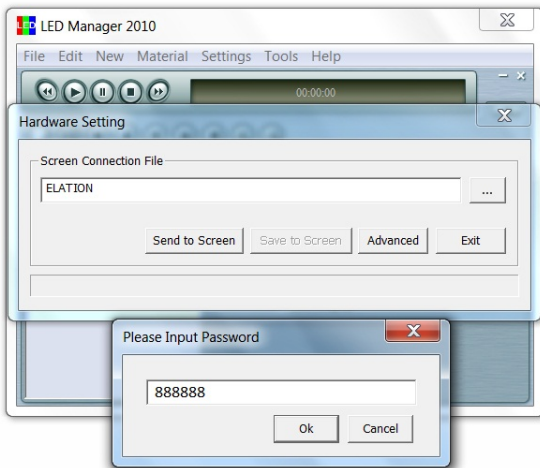 LED LED Manager 2010
File Edit New Material Settings Tools Help
00:00:00
Hardware Setting
Screen Connection File
ELATION
...
Send to Screen Save to Screen Advanced Exit
Please Input Password
888888
Ok Cancel